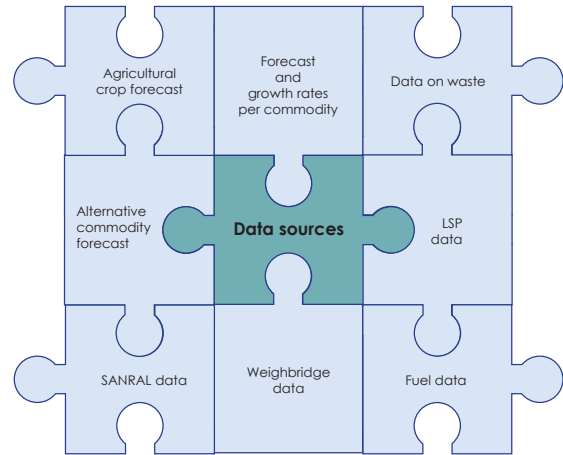 Agricultural
crop forecast
Forecast
and
growth rates
per commodity
Data on waste
Alternative
commodity
forecast
Data sources
LSP
data
SANRAL data
Weighbridge
data
Fuel data